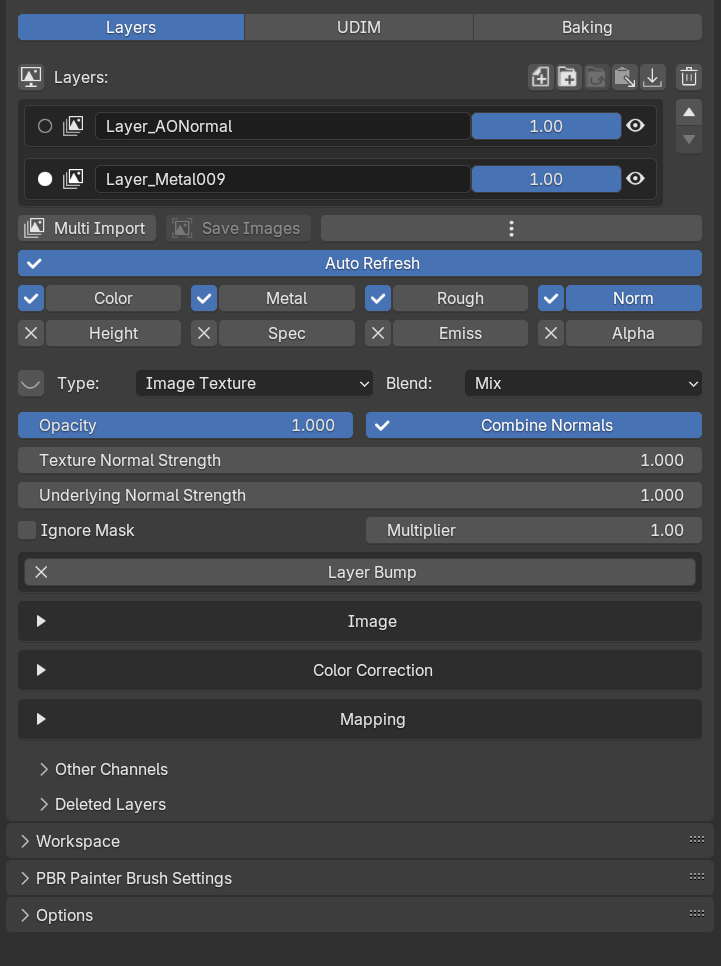 Layers UDIM Baking
Layers:
Layer_AONormal 1.00
Layer_Metal009 1.00
Multi Import Save Images
Auto Refresh
Color Metal Rough Norm
Height Spec Emiss Alpha
Type: Image Texture Blend: Mix
Opacity 1.000 Combine Normals
Texture Normal Strength 1.000
Underlying Normal Strength 1.000
Ignore Mask Multiplier 1.00
Layer Bump
Image
Color Correction
Mapping
Other Channels
Deleted Layers
Workspace
PBR Painter Brush Settings
Options